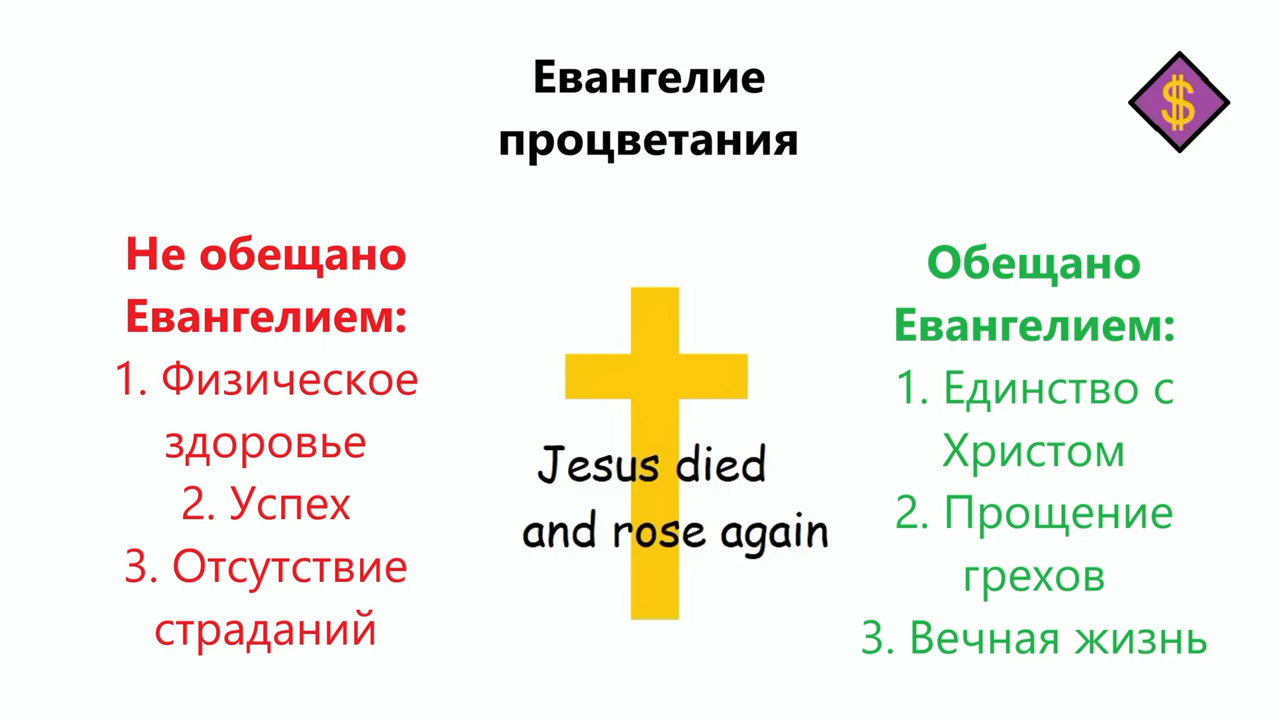 Евангелие
процветания
$
Не обещано
Евангелием:
1. Физическое
здоровье
2. Успех
3. Отсутствие
страданий
Jesus died
and rose again
Обещано
Евангелием:
1. Единство с
Христом
2. Прощение
грехов
3. Вечная жизнь